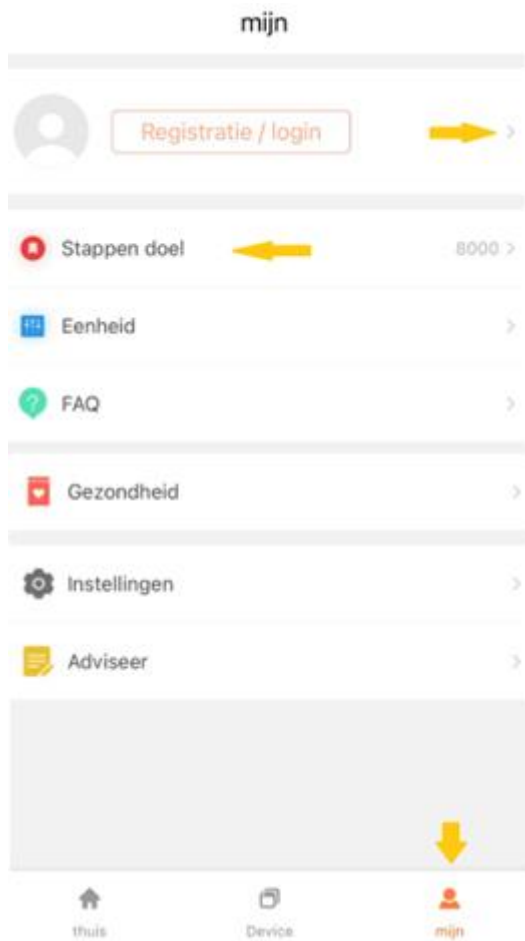 mijn
Registratie / login
Stappen doel 8000 >
Eenheid
FAQ
Gezondheid
Instellingen
Adviseer
thuis Device mijn